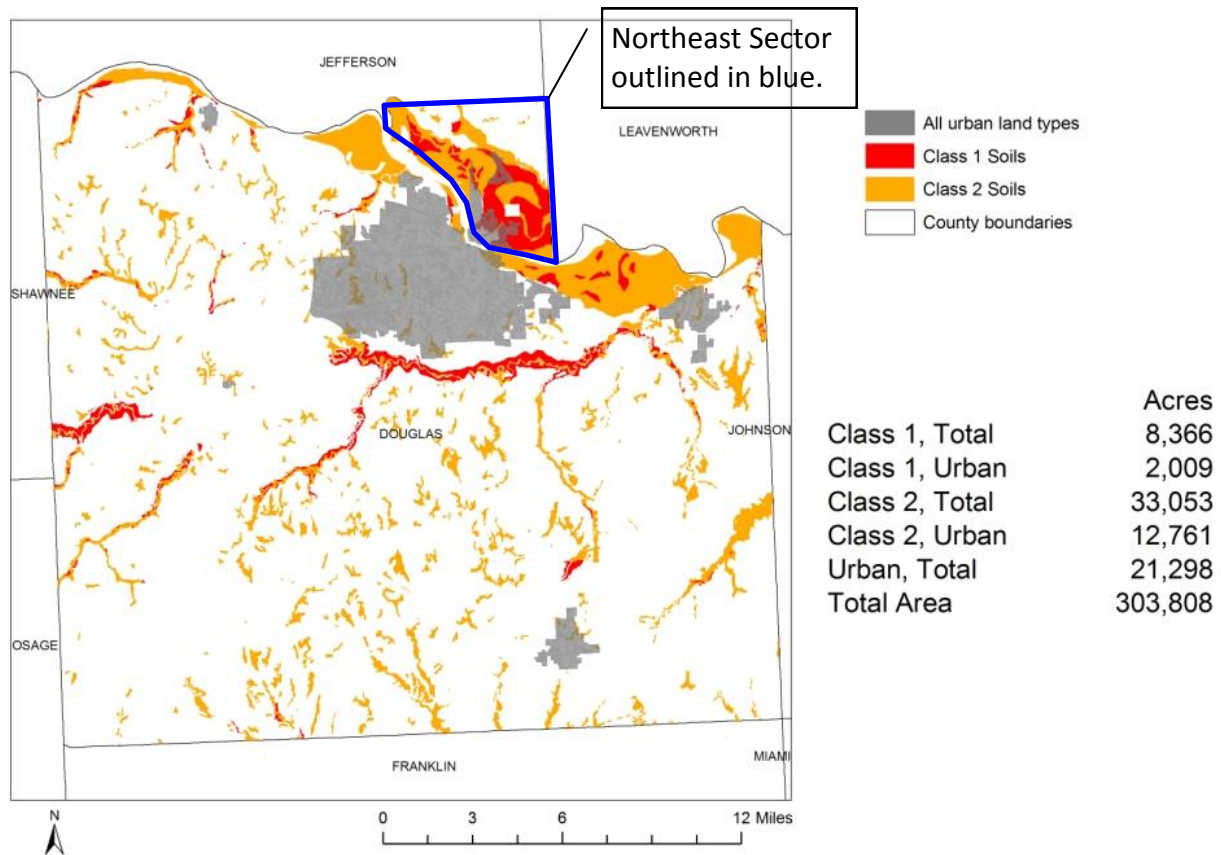 Northeast Sector
outlined in blue.
JEFFERSON
LEAVENWORTH
All urban land types
Class 1 Soils
Class 2 Soils
County boundaries
SHAWNEE
DOUGLAS
JOHNSON
OSAGE
FRANKLIN
MIAMI
Acres
Class 1, Total 8,366
Class 1, Urban 2,009
Class 2, Total 33,053
Class 2, Urban 12,761
Urban, Total 21,298
Total Area 303,808
N
0 3 6 12 Miles